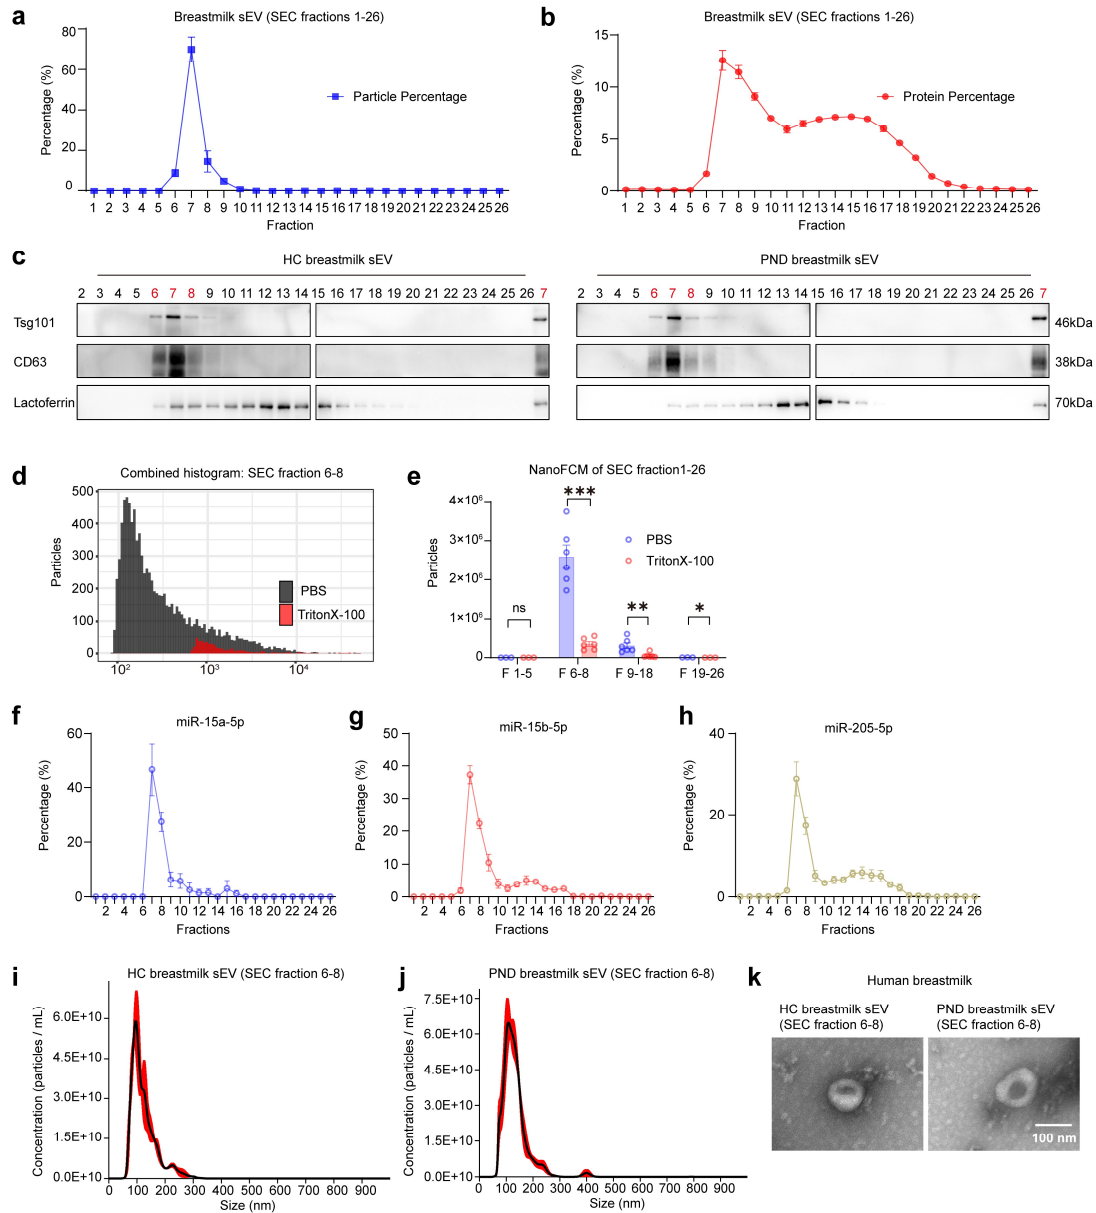 a
Breastmilk sEV (SEC fractions 1-26)
80
60
40
20
0
Percentage (%)
Particle Percentage
1 2 3 4 5 6 7 8 9 10 11 12 13 14 15 16 17 18 19 20 21 22 23 24 25 26
Fraction
b
Breastmilk sEV (SEC fractions 1-26)
15
10
5
0
Percentage (%)
Protein Percentage
1 2 3 4 5 6 7 8 9 10 11 12 13 14 15 16 17 18 19 20 21 22 23 24 25 26
Fraction
c
HC breastmilk sEV
PND breastmilk sEV
2 3 4 5 6 7 8 9 10 11 12 13 14 15 16 17 18 19 20 21 22 23 24 25 26 7
2 3 4 5 6 7 8 9 10 11 12 13 14 15 16 17 18 19 20 21 22 23 24 25 26 7
Tsg101
46kDa
CD63
38kDa
Lactoferrin
70kDa
d
Combined histogram: SEC fraction 6-8
500
400
300
200
100
0
Particles
PBS
TritonX-100
10² 10³ 10⁴
e
NanoFCM of SEC fraction1-26
4×10⁶
3×10⁶
2×10⁶
1×10⁶
0
Particles
PBS
TritonX-100
ns
***
**
*
F 1-5 F 6-8 F 9-18 F 19-26
f
miR-15a-5p
60
40
20
0
Percentage (%)
2 4 6 8 10 12 14 16 18 20 22 24 26
Fractions
g
miR-15b-5p
50
40
30
20
10
0
Percentage (%)
2 4 6 8 10 12 14 16 18 20 22 24 26
Fractions
h
miR-205-5p
40
20
0
Percentage (%)
2 4 6 8 10 12 14 16 18 20 22 24 26
Fractions
i
HC breastmilk sEV (SEC fraction 6-8)
6.0E+10
4.5E+10
3.0E+10
1.5E+10
0.0E+10
Concentration (particles / mL)
0 100 200 300 400 500 600 700 800 900
Size (nm)
j
PND breastmilk sEV (SEC fraction 6-8)
7.5E+10
6.0E+10
4.5E+10
3.0E+10
1.5E+10
0.0E+10
Concentration (particles / mL)
0 100 200 300 400 500 600 700 800 900
Size (nm)
k
Human breastmilk
HC breastmilk sEV
(SEC fraction 6-8)
PND breastmilk sEV
(SEC fraction 6-8)
100 nm